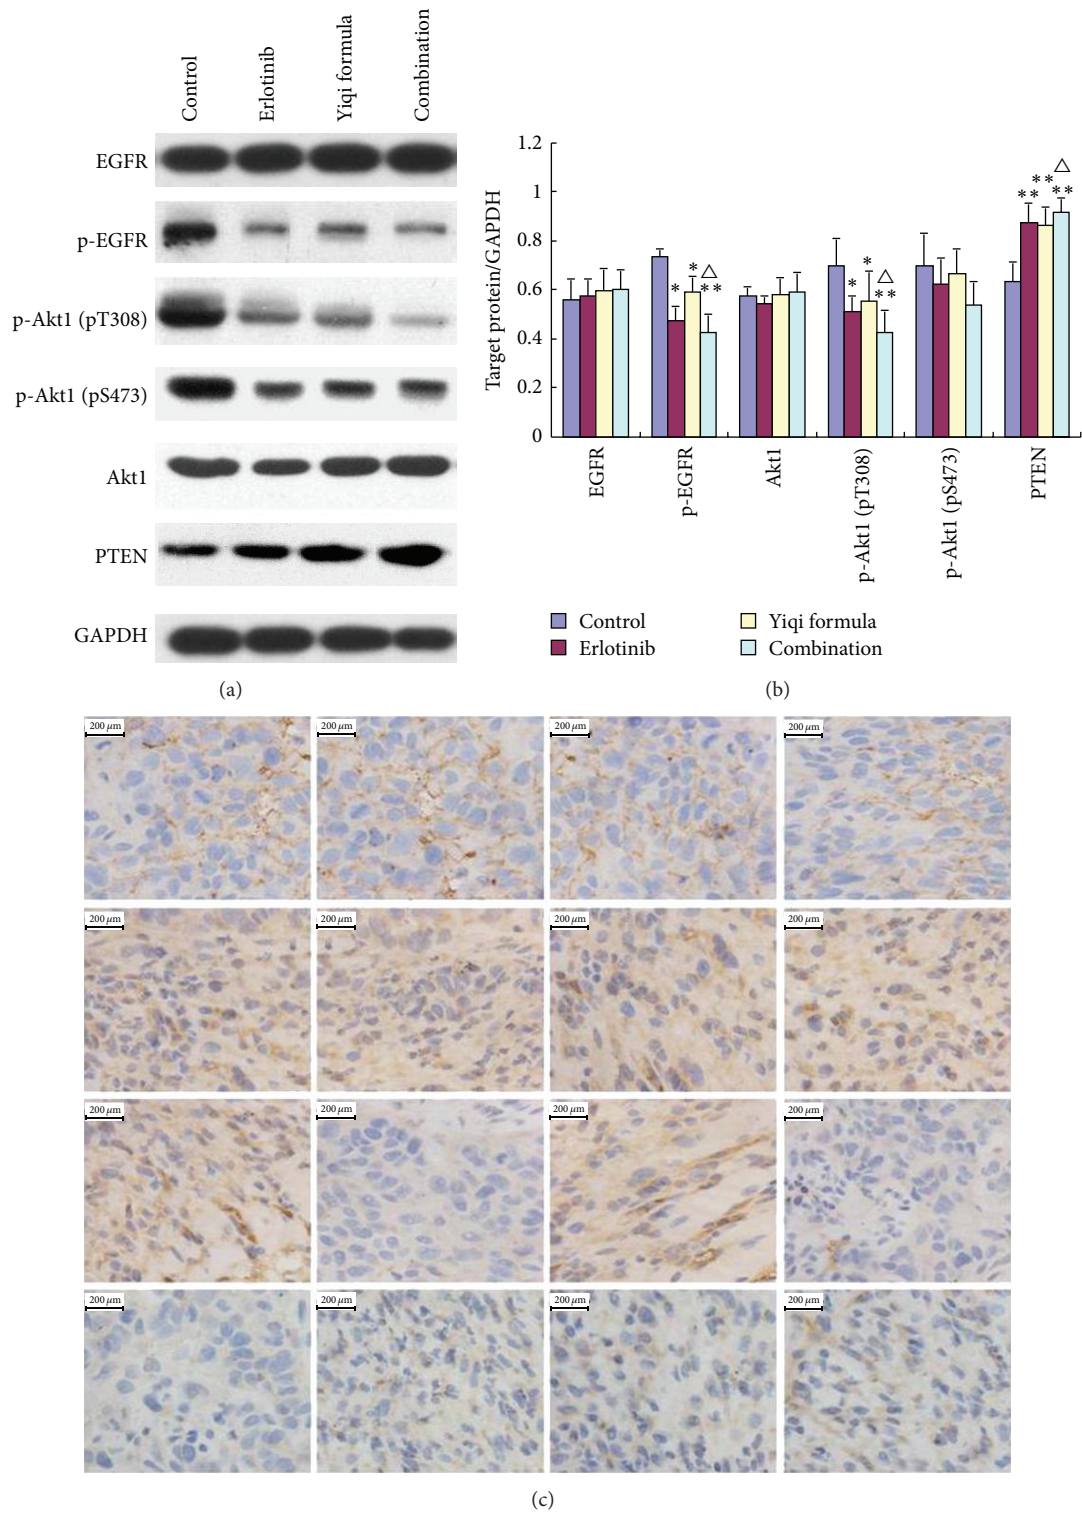 Control
Erlotinib
Yiqi formula
Combination
EGFR
p-EGFR
p-Akt1 (pT308)
p-Akt1 (pS473)
Akt1
PTEN
GAPDH
(a)
Target protein/GAPDH
1.2
1
0.8
0.6
0.4
0.2
0
* * △ **
* * △ **
** ** △ **
EGFR
p-EGFR
Akt1
p-Akt1 (pT308)
p-Akt1 (pS473)
PTEN
Control
Erlotinib
Yiqi formula
Combination
(b)
200 μm 200 μm 200 μm 200 μm
200 μm 200 μm 200 μm 200 μm
200 μm 200 μm 200 μm 200 μm
200 μm 200 μm 200 μm 200 μm
(c)